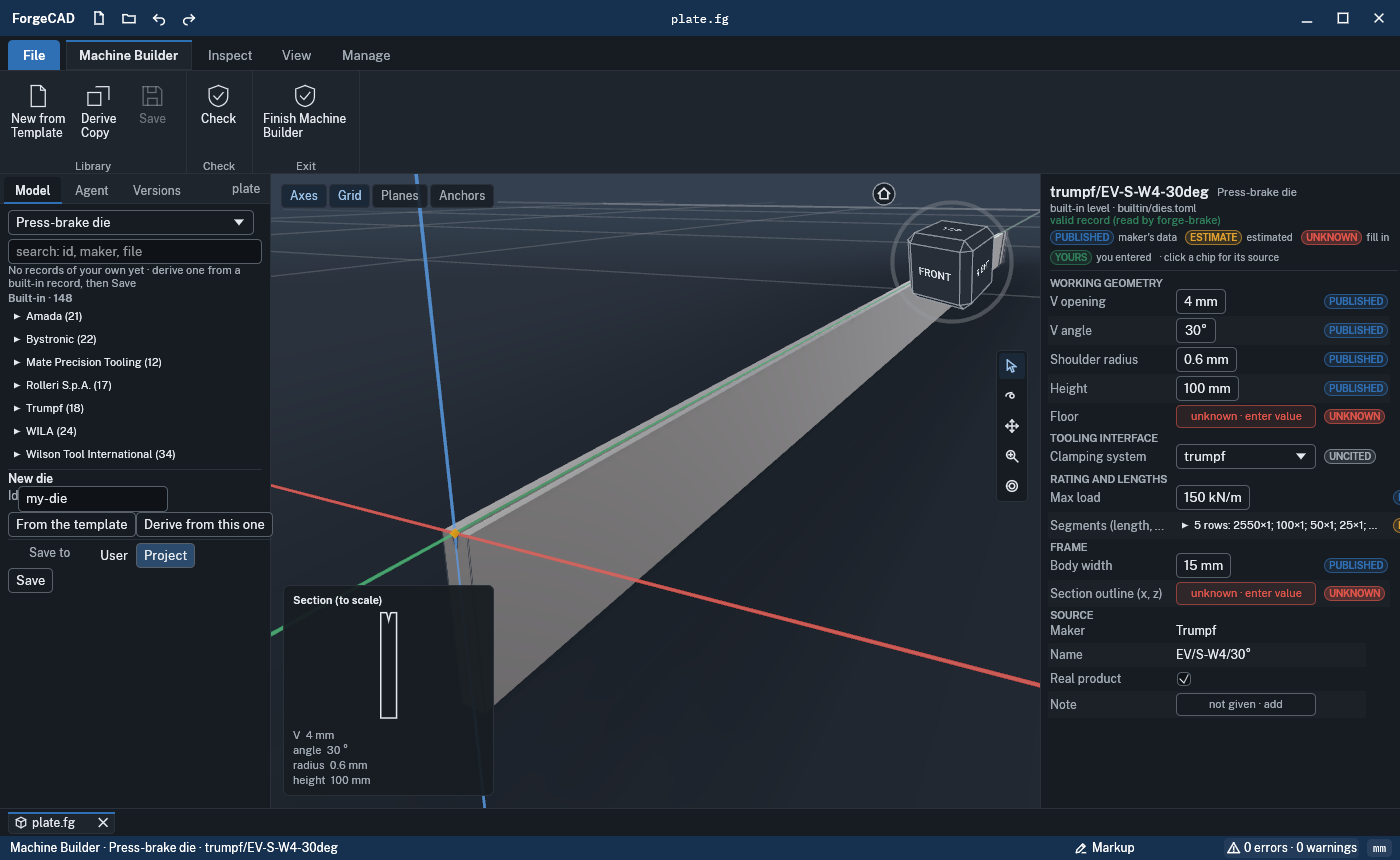 ForgeCAD
plate.fg
File
Machine Builder
Inspect
View
Manage
New from Template
Derive Copy
Save
Check
Finish Machine Builder
Library
Check
Exit
Model
Agent
Versions
plate
Press-brake die
search: id, maker, file
No records of your own yet · derive one from a
built-in record, then Save
Built-in · 148
Amada (21)
Bystronic (22)
Mate Precision Tooling (12)
Rolleri S.p.A. (17)
Trumpf (18)
WILA (24)
Wilson Tool International (34)
New die
Id my-die
From the template
Derive from this one
Save to
User
Project
Save
Axes
Grid
Planes
Anchors
FRONT
Section (to scale)
V 4 mm
angle 30 °
radius 0.6 mm
height 100 mm
trumpf/EV-S-W4-30deg Press-brake die
built-in level · builtin/dies.toml
valid record (read by forge-brake)
PUBLISHED maker's data ESTIMATE estimated UNKNOWN fill in
YOURS you entered · click a chip for its source
WORKING GEOMETRY
V opening 4 mm PUBLISHED
V angle 30° PUBLISHED
Shoulder radius 0.6 mm PUBLISHED
Height 100 mm PUBLISHED
Floor unknown · enter value UNKNOWN
TOOLING INTERFACE
Clamping system trumpf UNCITED
RATING AND LENGTHS
Max load 150 kN/m
Segments (length, ... 5 rows: 2550×1; 100×1; 50×1; 25×1; ...
FRAME
Body width 15 mm PUBLISHED
Section outline (x, z) unknown · enter value UNKNOWN
SOURCE
Maker Trumpf
Name EV/S-W4/30°
Real product
Note not given · add
plate.fg
Machine Builder · Press-brake die · trumpf/EV-S-W4-30deg
Markup
0 errors · 0 warnings
mm